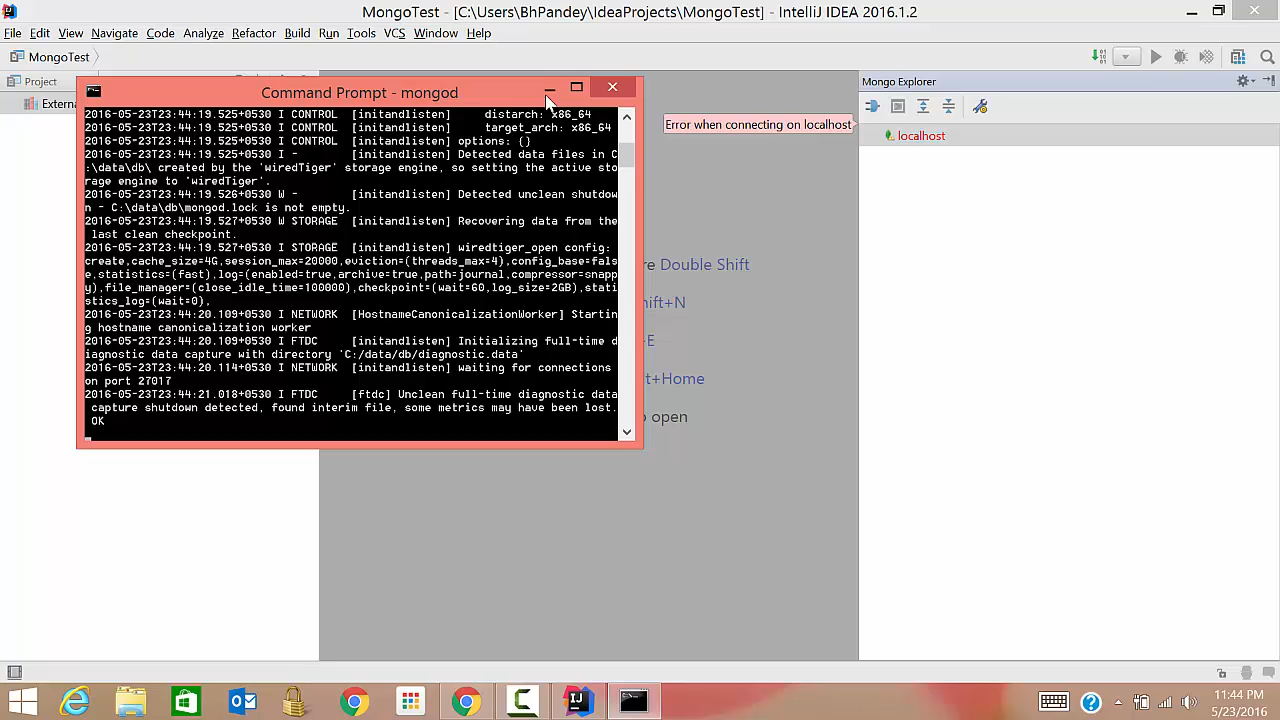 MongoTest - [C:\Users\BhPandey\IdeaProjects\MongoTest] - IntelliJ IDEA 2016.1.2
File Edit View Navigate Code Analyze Refactor Build Run Tools VCS Window Help
MongoTest
Project
Externa
Command Prompt - mongod
2016-05-23T23:44:19.525+0530 I CONTROL  [initandlisten]     distarch: x86_64
2016-05-23T23:44:19.525+0530 I CONTROL  [initandlisten]     target_arch: x86_64
2016-05-23T23:44:19.525+0530 I CONTROL  [initandlisten] options: {}
2016-05-23T23:44:19.525+0530 I -        [initandlisten] Detected data files in C
:\data\db\ created by the 'wiredTiger' storage engine, so setting the active sto
rage engine to 'wiredTiger'.
2016-05-23T23:44:19.526+0530 W -        [initandlisten] Detected unclean shutdow
n - C:\data\db\mongod.lock is not empty.
2016-05-23T23:44:19.527+0530 W STORAGE  [initandlisten] Recovering data from the
last clean checkpoint.
2016-05-23T23:44:19.527+0530 I STORAGE  [initandlisten] wiredtiger_open config:
create,cache_size=4G,session_max=20000,eviction=(threads_max=4),config_base=fals
e,statistics=(fast),log=(enabled=true,archive=true,path=journal,compressor=snapp
y),file_manager=(close_idle_time=100000),checkpoint=(wait=60,log_size=2GB),stati
stics_log=(wait=0),
2016-05-23T23:44:20.109+0530 I NETWORK  [HostnameCanonicalizationWorker] Startin
g hostname canonicalization worker
2016-05-23T23:44:20.109+0530 I FTDC     [initandlisten] Initializing full-time d
iagnostic data capture with directory 'C:/data/db/diagnostic.data'
2016-05-23T23:44:20.114+0530 I NETWORK  [initandlisten] waiting for connections
on port 27017
2016-05-23T23:44:21.018+0530 I FTDC     [ftdc] Unclean full-time diagnostic data
capture shutdown detected, found interim file, some metrics may have been lost.
OK
Error when connecting on localhost
re Double Shift
hift+N
E
t+Home
o open
Mongo Explorer
localhost
11:44 PM
5/23/2016